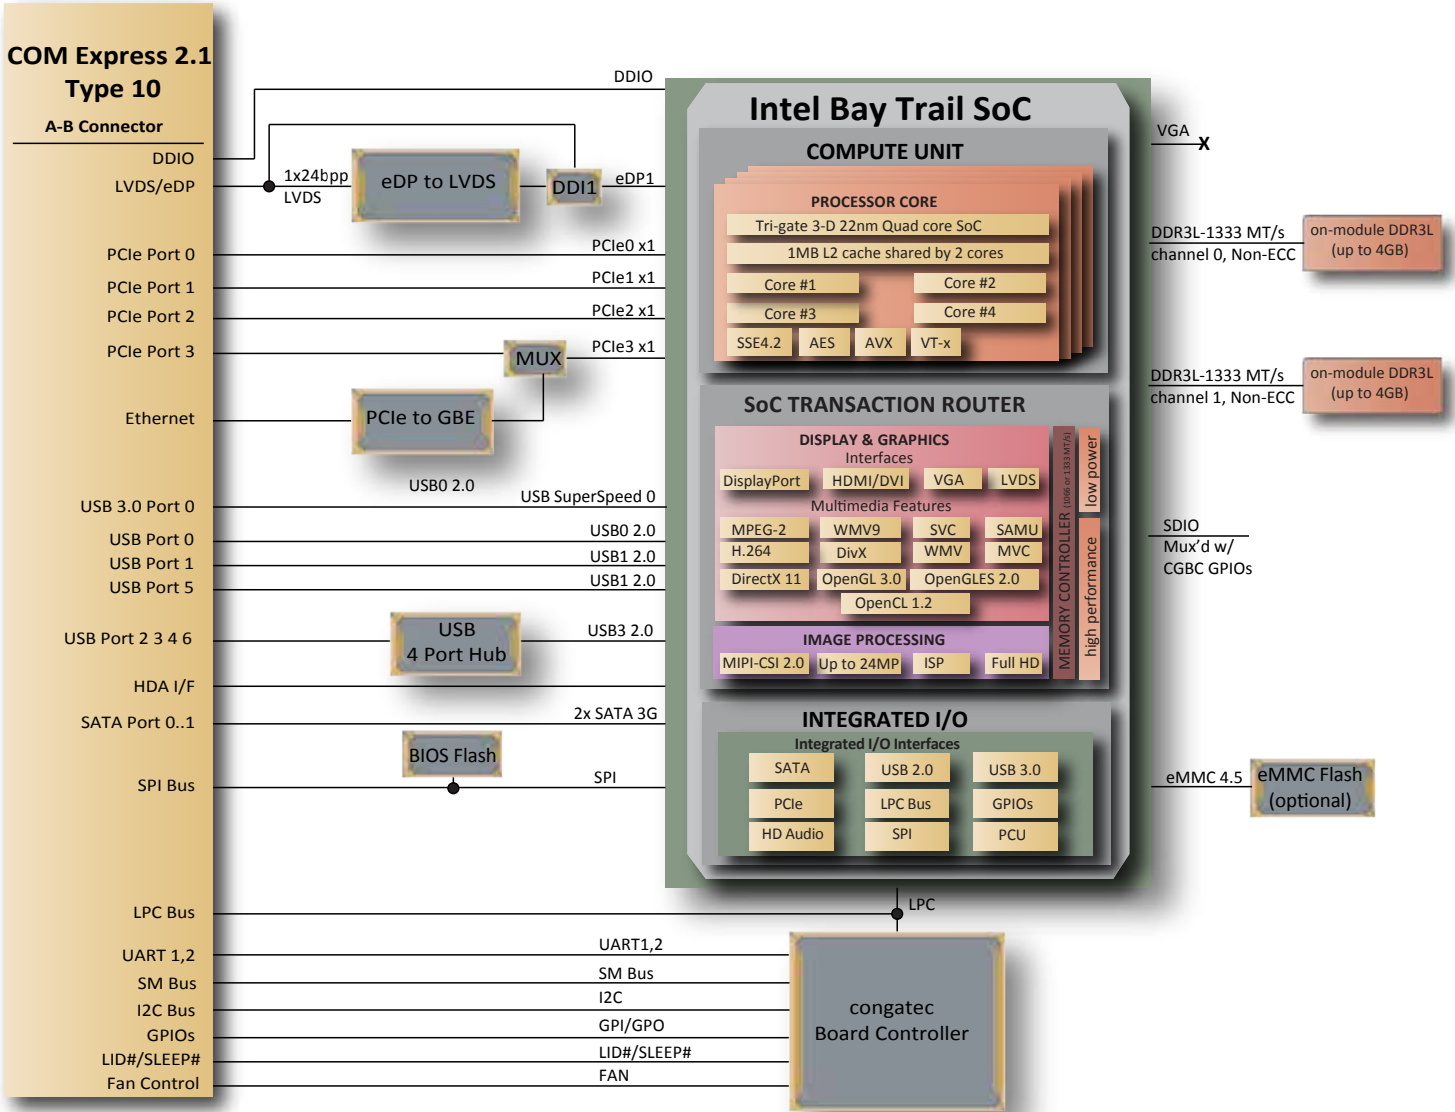 COM Express 2.1
Type 10
A-B Connector
DDIO
LVDS/eDP
PCIe Port 0
PCIe Port 1
PCIe Port 2
PCIe Port 3
Ethernet
USB 3.0 Port 0
USB Port 0
USB Port 1
USB Port 5
USB Port 2 3 4 6
HDA I/F
SATA Port 0..1
SPI Bus
LPC Bus
UART 1,2
SM Bus
I2C Bus
GPIOs
LID#/SLEEP#
Fan Control
DDIO
1x24bpp
LVDS
eDP to LVDS
DDI1
eDP1
PCIe0 x1
PCIe1 x1
PCIe2 x1
MUX
PCIe3 x1
PCIe to GBE
USB0 2.0
USB SuperSpeed 0
USB0 2.0
USB1 2.0
USB1 2.0
USB
4 Port Hub
USB3 2.0
2x SATA 3G
BIOS Flash
SPI
UART1,2
SM Bus
I2C
GPI/GPO
LID#/SLEEP#
FAN
Intel Bay Trail SoC
COMPUTE UNIT
PROCESSOR CORE
Tri-gate 3-D 22nm Quad core SoC
1MB L2 cache shared by 2 cores
Core #1
Core #2
Core #3
Core #4
SSE4.2
AES
AVX
VT-x
SoC TRANSACTION ROUTER
DISPLAY & GRAPHICS
Interfaces
DisplayPort
HDMI/DVI
VGA
LVDS
Multimedia Features
MPEG-2
WMV9
SVC
SAMU
H.264
DivX
WMV
MVC
DirectX 11
OpenGL 3.0
OpenGLES 2.0
OpenCL 1.2
IMAGE PROCESSING
MIPI-CSI 2.0
Up to 24MP
ISP
Full HD
MEMORY CONTROLLER (1066 or 1333 MT/s)
low power
high performance
INTEGRATED I/O
Integrated I/O Interfaces
SATA
USB 2.0
USB 3.0
PCIe
LPC Bus
GPIOs
HD Audio
SPI
PCU
LPC
congatec
Board Controller
VGA
X
DDR3L-1333 MT/s
channel 0, Non-ECC
on-module DDR3L
(up to 4GB)
DDR3L-1333 MT/s
channel 1, Non-ECC
on-module DDR3L
(up to 4GB)
SDIO
Mux'd w/
CGBC GPIOs
eMMC 4.5
eMMC Flash
(optional)